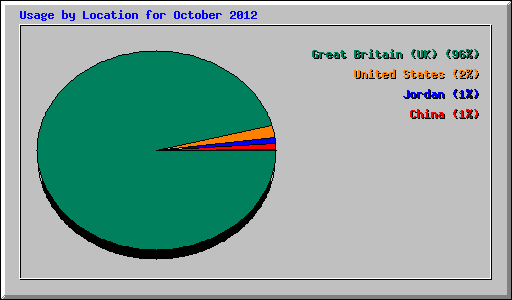 Usage by Location for October 2012
Great Britain (UK) (96%)
United States (2%)
Jordan (1%)
China (1%)